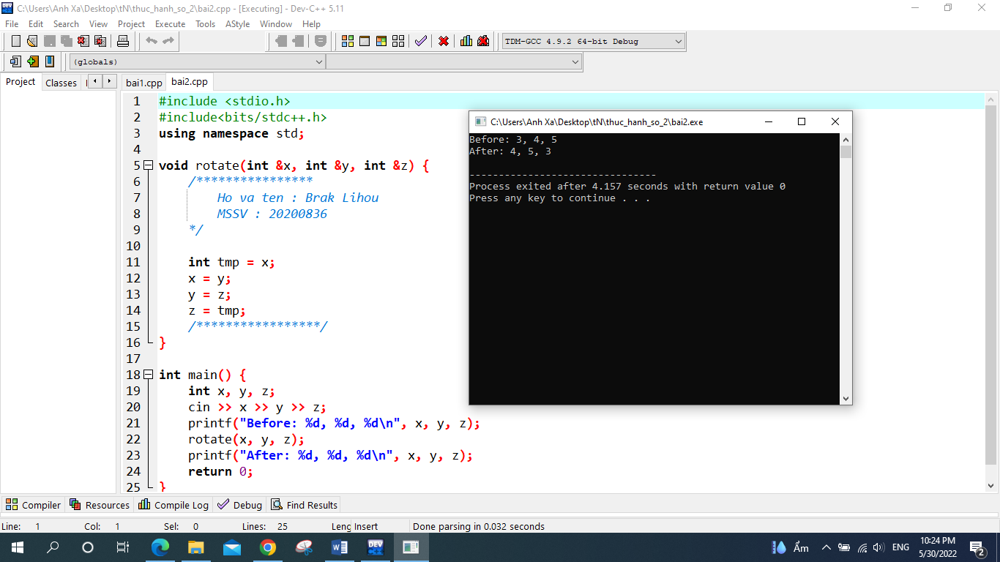 C:\Users\Anh Xa\Desktop\tN\thuc_hanh_so_2\bai2.cpp - [Executing] - Dev-C++ 5.11
File Edit Search View Project Execute Tools AStyle Window Help
TDM-GCC 4.9.2 64-bit Debug
(globals)
Project Classes bai1.cpp bai2.cpp
1 #include <stdio.h>
2 #include<bits/stdc++.h>
3 using namespace std;
4
5 void rotate(int &x, int &y, int &z) {
6 /****************
7 Ho va ten : Brak Lihou
8 MSSV : 20200836
9 */
10
11 int tmp = x;
12 x = y;
13 y = z;
14 z = tmp;
15 /*****************/
16 }
17
18 int main() {
19 int x, y, z;
20 cin >> x >> y >> z;
21 printf("Before: %d, %d, %d\n", x, y, z);
22 rotate(x, y, z);
23 printf("After: %d, %d, %d\n", x, y, z);
24 return 0;
25 }
C:\Users\Anh Xa\Desktop\tN\thuc_hanh_so_2\bai2.exe
Before: 3, 4, 5
After: 4, 5, 3
--------------------------------
Process exited after 4.157 seconds with return value 0
Press any key to continue . . .
Compiler Resources Compile Log Debug Find Results
Line: 1 Col: 1 Sel: 0 Lines: 25 Leng Insert Done parsing in 0.032 seconds
DEV
Ẩm ENG 10:24 PM
5/30/2022
2